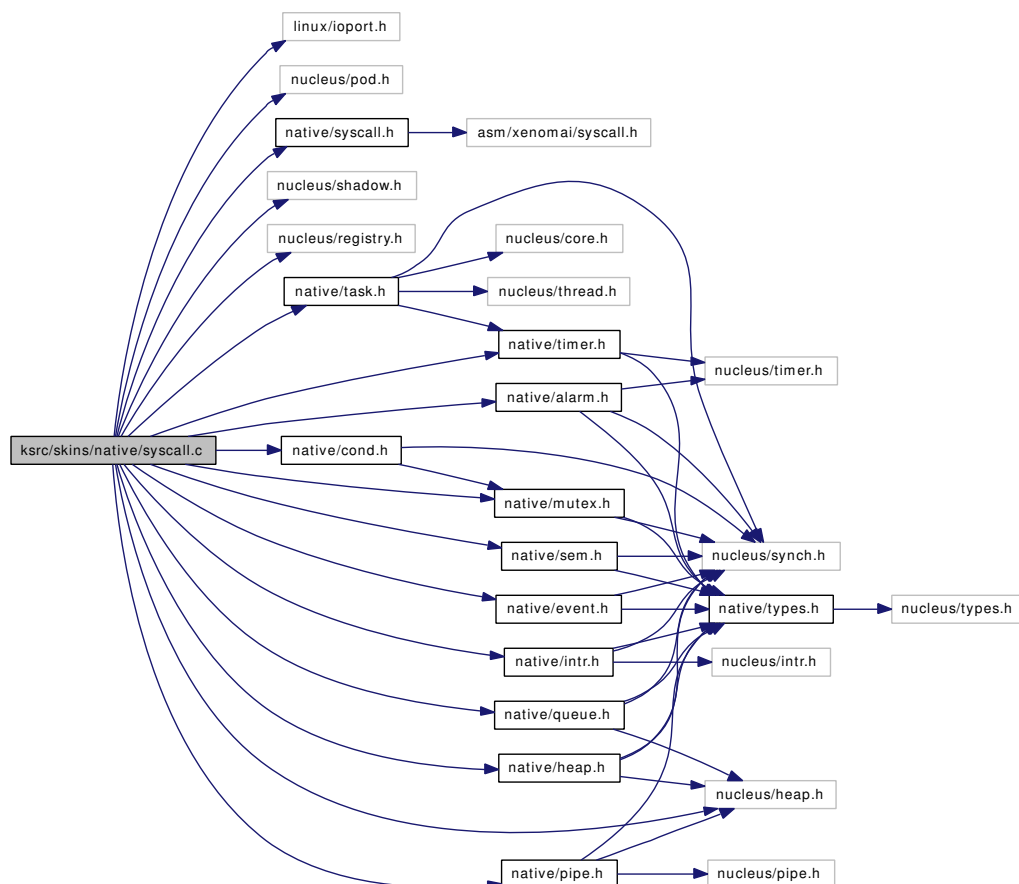 linux/ioport.h
nucleus/pod.h
native/syscall.h
asm/xenomai/syscall.h
nucleus/shadow.h
nucleus/registry.h
nucleus/core.h
native/task.h
nucleus/thread.h
native/timer.h
nucleus/timer.h
native/alarm.h
ksrc/skins/native/syscall.c
native/cond.h
native/mutex.h
native/sem.h
nucleus/synch.h
native/event.h
native/types.h
nucleus/types.h
native/intr.h
nucleus/intr.h
native/queue.h
native/heap.h
nucleus/heap.h
native/pipe.h
nucleus/pipe.h